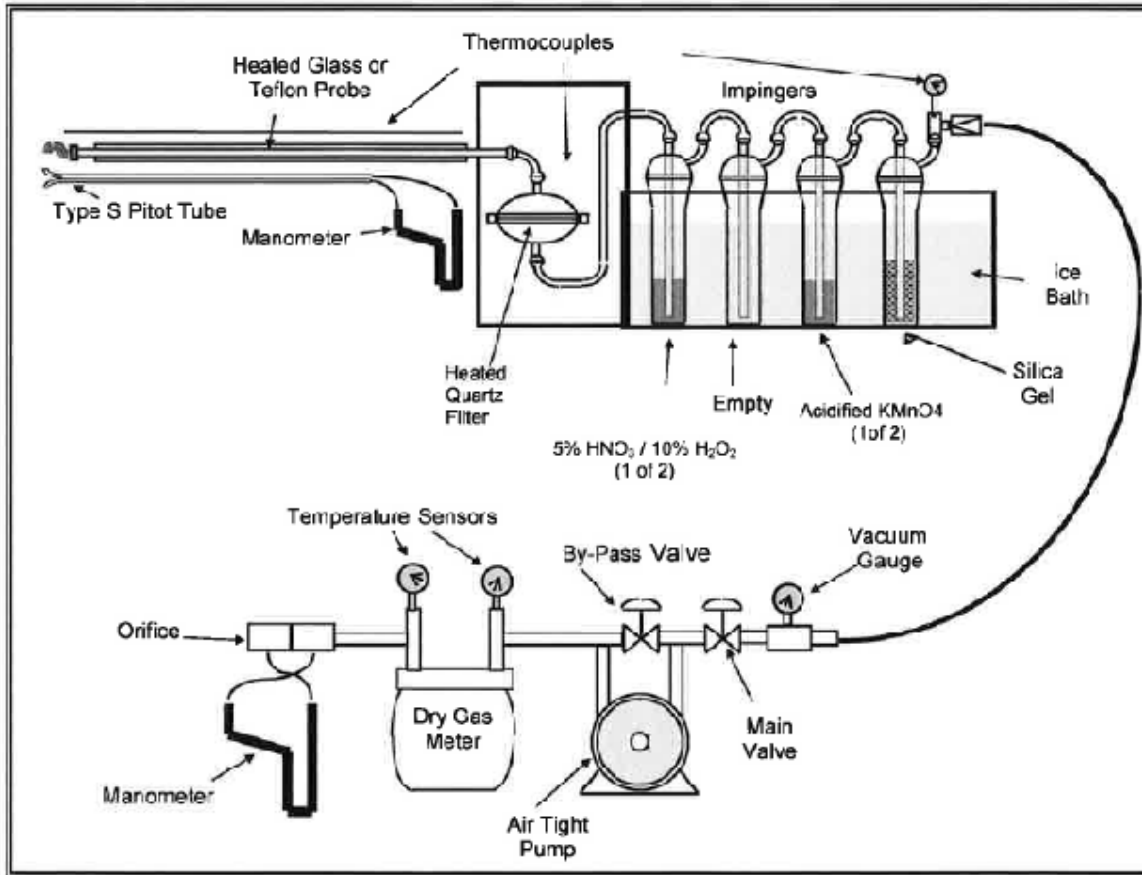 Thermocouples
Heated Glass or
Teflon Probe
Impingers
Type S Pitot Tube
Manometer
Ice
Bath
Heated
Quartz
Filter
Empty
Acidified KMnO4
(1of 2)
Silica
Gel
5% HNO₃ / 10% H₂O₂
(1 of 2)
Temperature Sensors
By-Pass Valve
Vacuum
Gauge
Orifice
Dry Gas
Meter
Main
Valve
Manometer
Air Tight
Pump